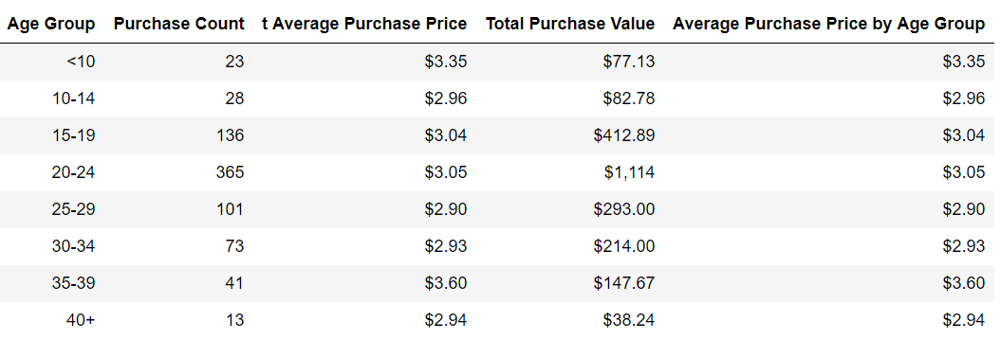 Age Group Purchase Count t Average Purchase Price Total Purchase Value Average Purchase Price by Age Group
<10 23 $3.35 $77.13 $3.35
10-14 28 $2.96 $82.78 $2.96
15-19 136 $3.04 $412.89 $3.04
20-24 365 $3.05 $1,114 $3.05
25-29 101 $2.90 $293.00 $2.90
30-34 73 $2.93 $214.00 $2.93
35-39 41 $3.60 $147.67 $3.60
40+ 13 $2.94 $38.24 $2.94